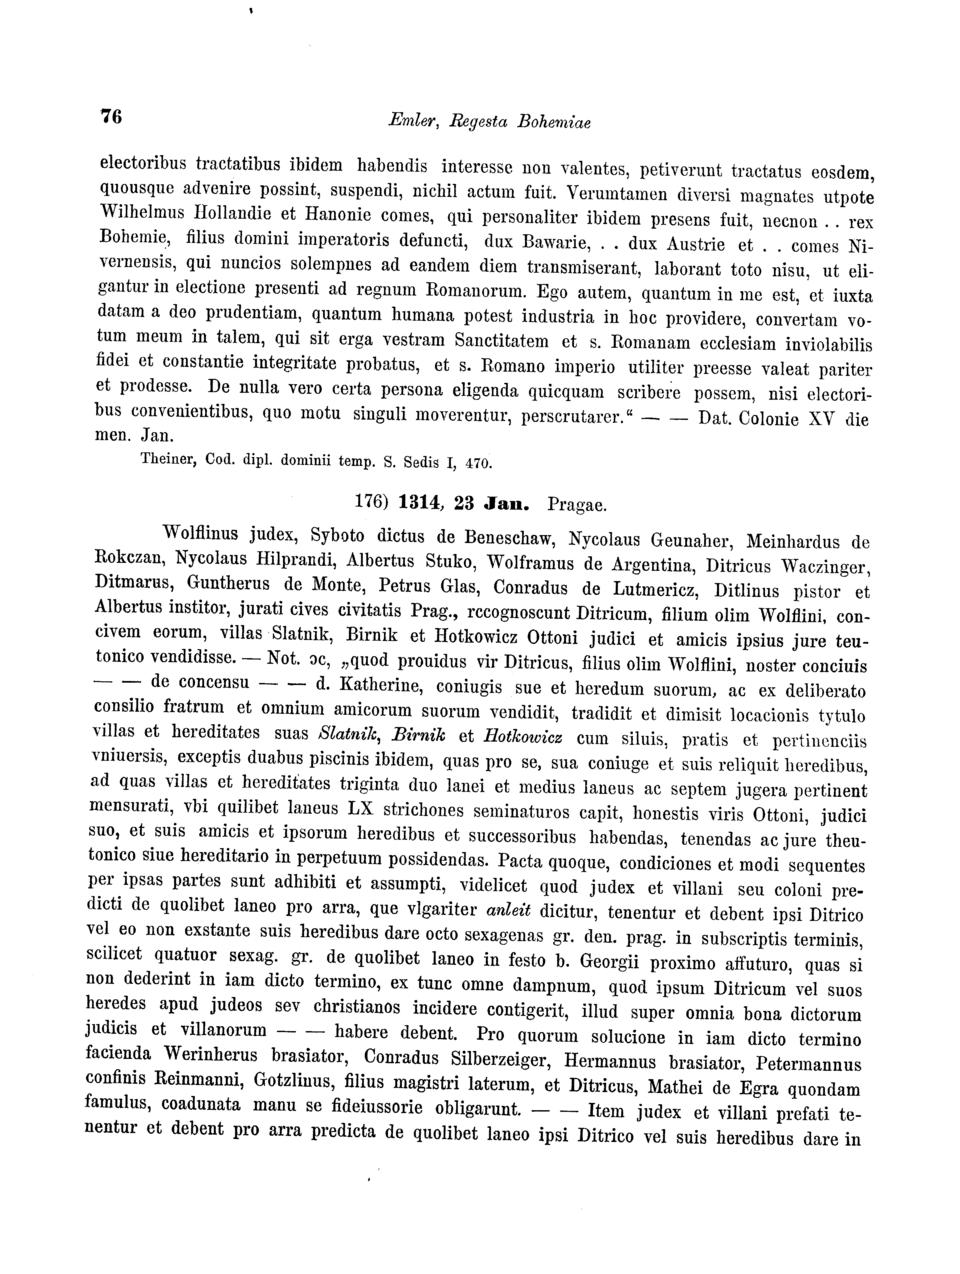 76
Emler, Regesta Bohemiae
electoribus tractatibus ibidem habendis interesse non valentes, petiverunt tractatus eosdem,
quousque advenire possint, suspendi, nichil actum fuit. Verumtamen diversi magnates utpote
Wilhelmus Hollandie et Hanonie comes, qui personaliter ibidem presens fuit, necnon . . rex
Bohemie, filius domini imperatoris defuncti, dux Bawarie, . . dux Austrie et . . comes Ni-
vernensis, qui nuncios solempnes ad eandem diem transmiserant, laborant toto nisu, ut eli-
gantur in electione presenti ad regnum Romanorum. Ego autem, quantum in me est, et iuxta
datam a deo prudentiam, quantum humana potest industria in hoc providere, convertam vo-
tum meum in talem, qui sit erga vestram Sanctitatem et s. Romanam ecclesiam inviolabilis
fidei et constantie integritate probatus, et s. Romano imperio utiliter preesse valeat pariter
et prodesse. De nulla vero certa persona eligenda quicquam scribere possem, nisi electori-
bus convenientibus, quo motu singuli moverentur, perscrutarer.“ — — Dat. Colonie XV die
men. Jan.
Theiner, Cod. dipl. dominii temp. S. Sedis I, 470.
176) 1314, 23 Jan. Pragae.
Wolflinus judex, Syboto dictus de Beneschaw, Nycolaus Geunaher, Meinhardus de
Rokczan, Nycolaus Hilprandi, Albertus Stuko, Wolframus de Argentina, Ditricus Waczinger,
Ditmarus, Guntherus de Monte, Petrus Glas, Conradus de Lutmericz, Ditlinus pistor et
Albertus institor, jurati cives civitatis Prag., recognoscunt Ditricum, filium olim Wolflini, con-
civem eorum, villas Slatnik, Birnik et Hotkowicz Ottoni judici et amicis ipsius jure teu-
tonico vendidisse. — Not. ɔc, „quod prouidus vir Ditricus, filius olim Wolflini, noster conciuis
— — de concensu — — d. Katherine, coniugis sue et heredum suorum, ac ex deliberato
consilio fratrum et omnium amicorum suorum vendidit, tradidit et dimisit locacionis tytulo
villas et hereditates suas Slatnik, Birnik et Hotkowicz cum siluis, pratis et pertinenciis
vniuersis, exceptis duabus piscinis ibidem, quas pro se, sua coniuge et suis reliquit heredibus,
ad quas villas et hereditates triginta duo lanei et medius laneus ac septem jugera pertinent
mensurati, vbi quilibet laneus LX strichones seminaturos capit, honestis viris Ottoni, judici
suo, et suis amicis et ipsorum heredibus et successoribus habendas, tenendas ac jure theu-
tonico siue hereditario in perpetuum possidendas. Pacta quoque, condiciones et modi sequentes
per ipsas partes sunt adhibiti et assumpti, videlicet quod judex et villani seu coloni pre-
dicti de quolibet laneo pro arra, que vlgariter anleit dicitur, tenentur et debent ipsi Ditrico
vel eo non exstante suis heredibus dare octo sexagenas gr. den. prag. in subscriptis terminis,
scilicet quatuor sexag. gr. de quolibet laneo in festo b. Georgii proximo affuturo, quas si
non dederint in iam dicto termino, ex tunc omne dampnum, quod ipsum Ditricum vel suos
heredes apud judeos sev christianos incidere contigerit, illud super omnia bona dictorum
judicis et villanorum — — habere debent. Pro quorum solucione in iam dicto termino
facienda Werinherus brasiator, Conradus Silberzeiger, Hermannus brasiator, Petermannus
confinis Reinmanni, Gotzlinus, filius magistri laterum, et Ditricus, Mathei de Egra quondam
famulus, coadunata manu se fideiussorie obligarunt. — — Item judex et villani prefati te-
nentur et debent pro arra predicta de quolibet laneo ipsi Ditrico vel suis heredibus dare in